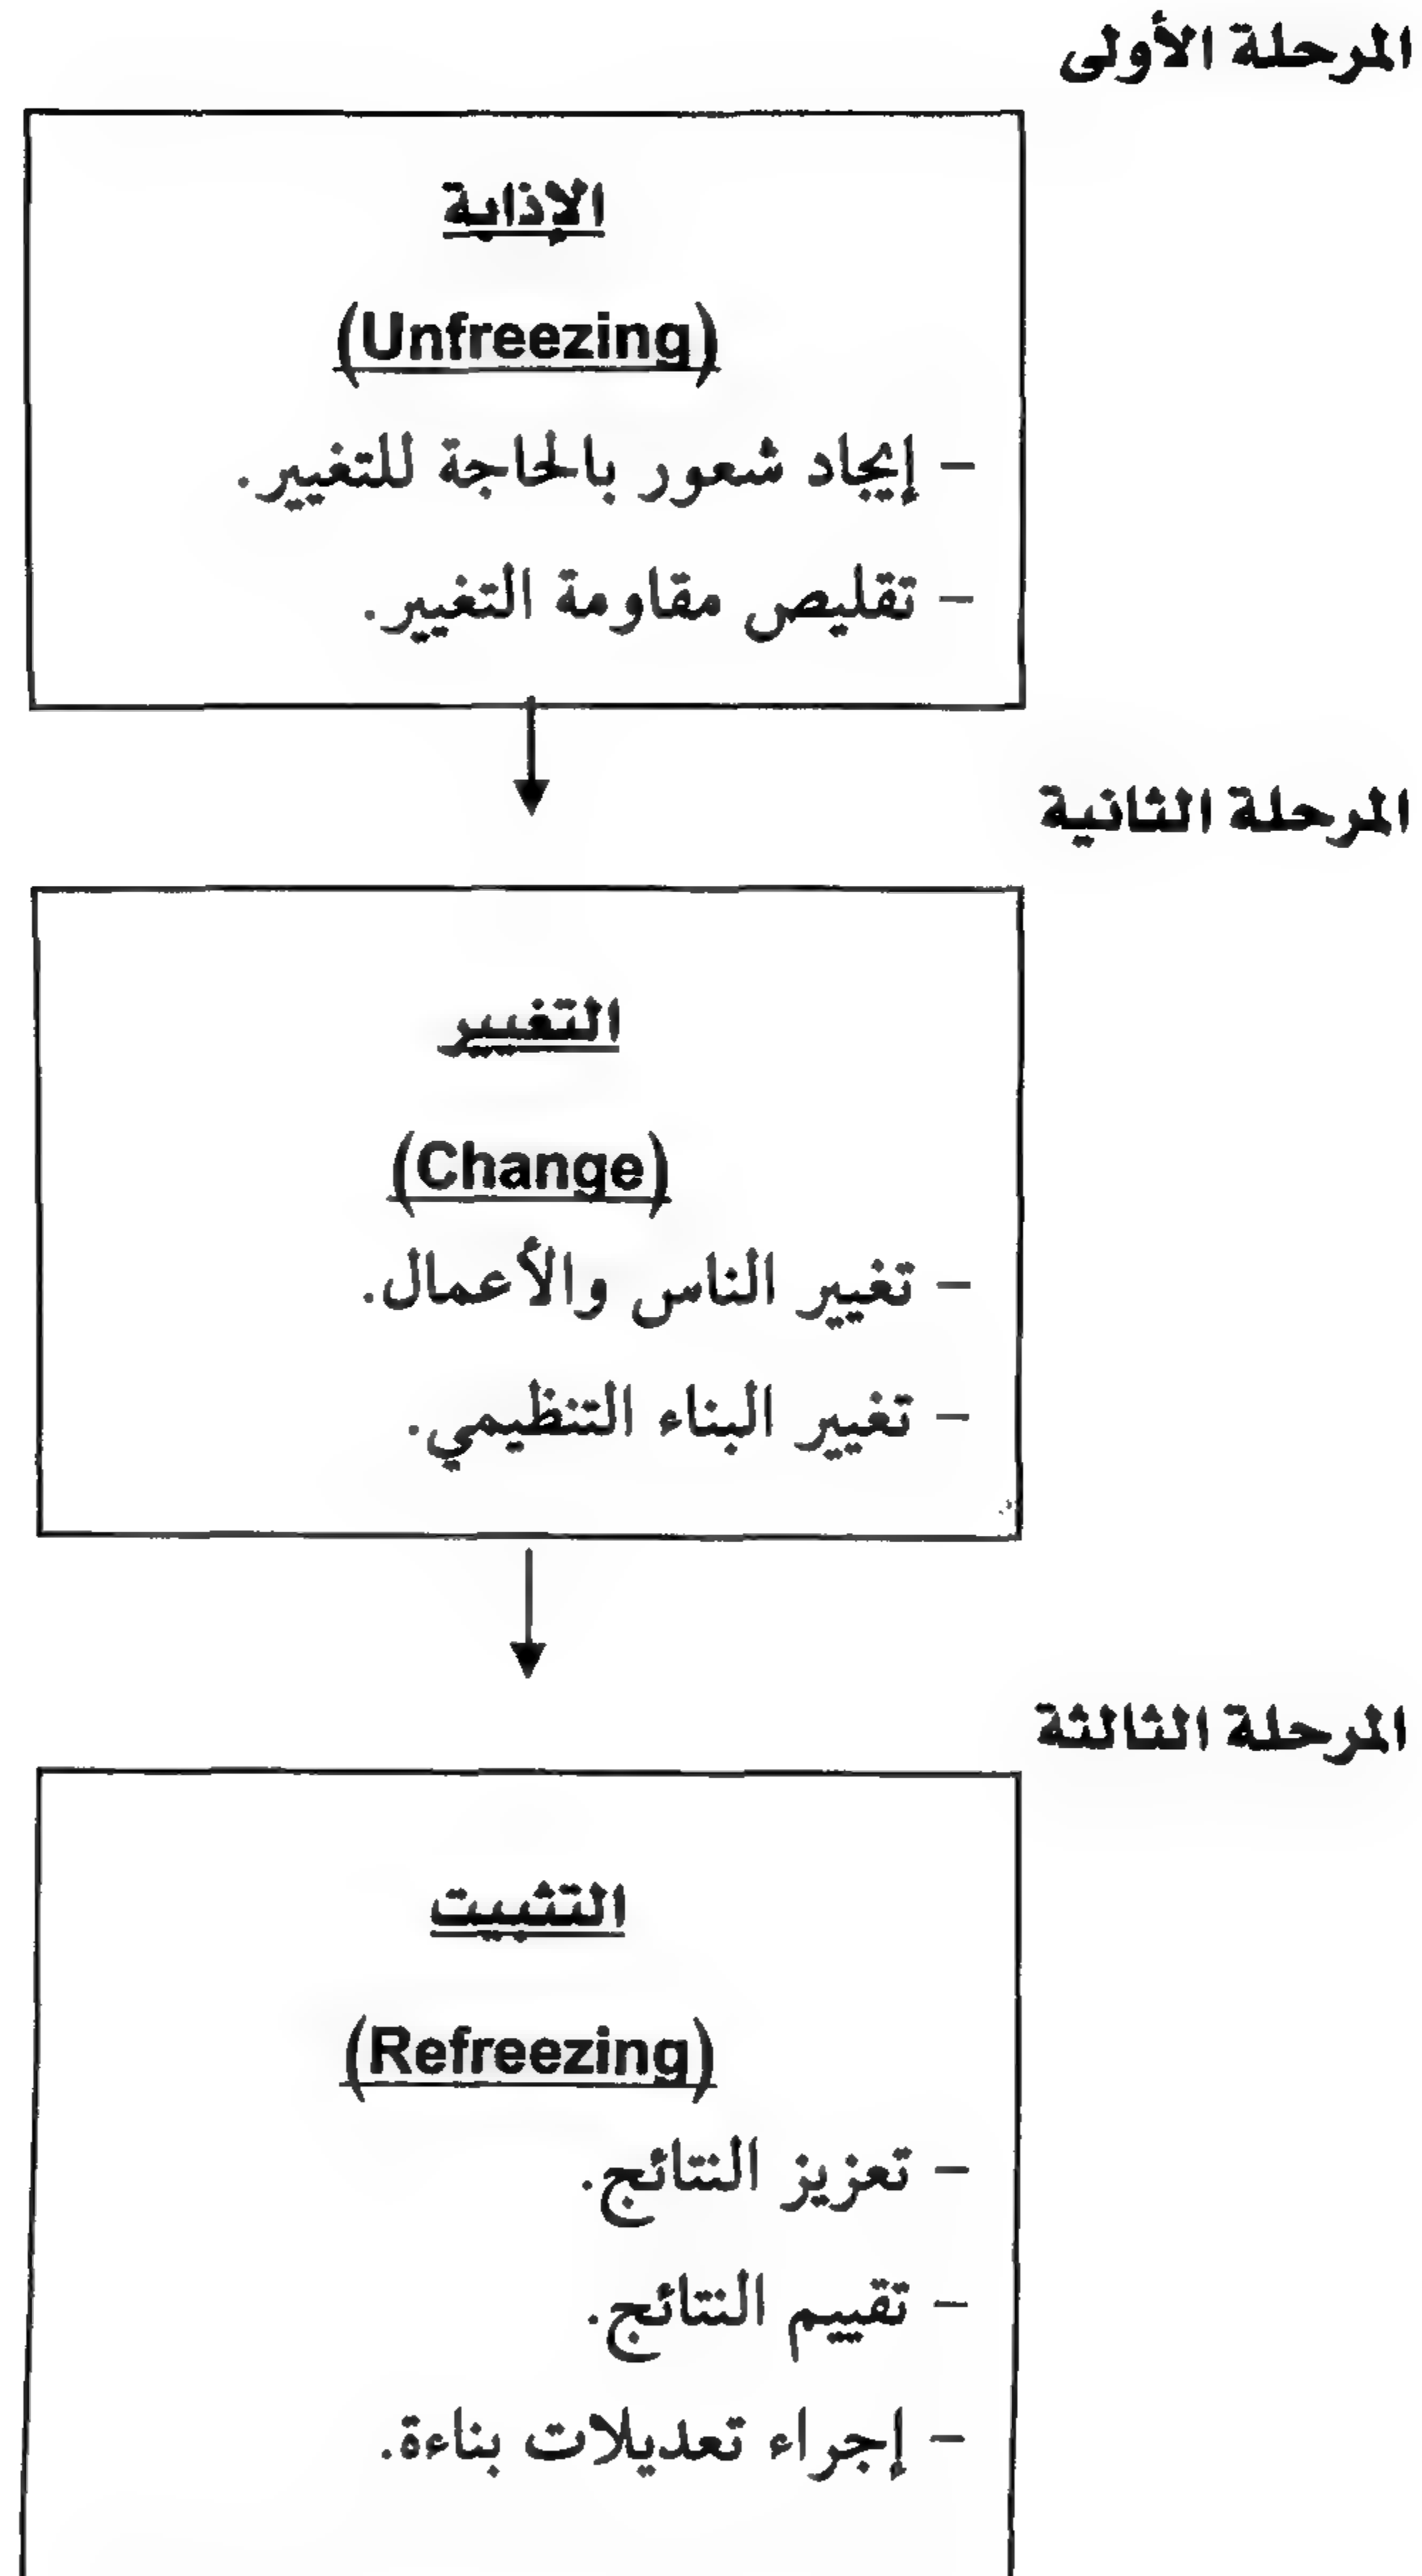 المرحلة الأولى
الإذابة
(Unfreezing)
- إيجاد شعور بالحاجة للتغيير.
- تقليص مقاومة التغيير.
المرحلة الثانية
التغيير
(Change)
- تغيير الناس والأعمال.
- تغيير البناء التنظيمي.
المرحلة الثالثة
التثبيت
(Refreezing)
- تعزيز النتائج.
- تقييم النتائج.
- إجراء تعديلات بناءة.